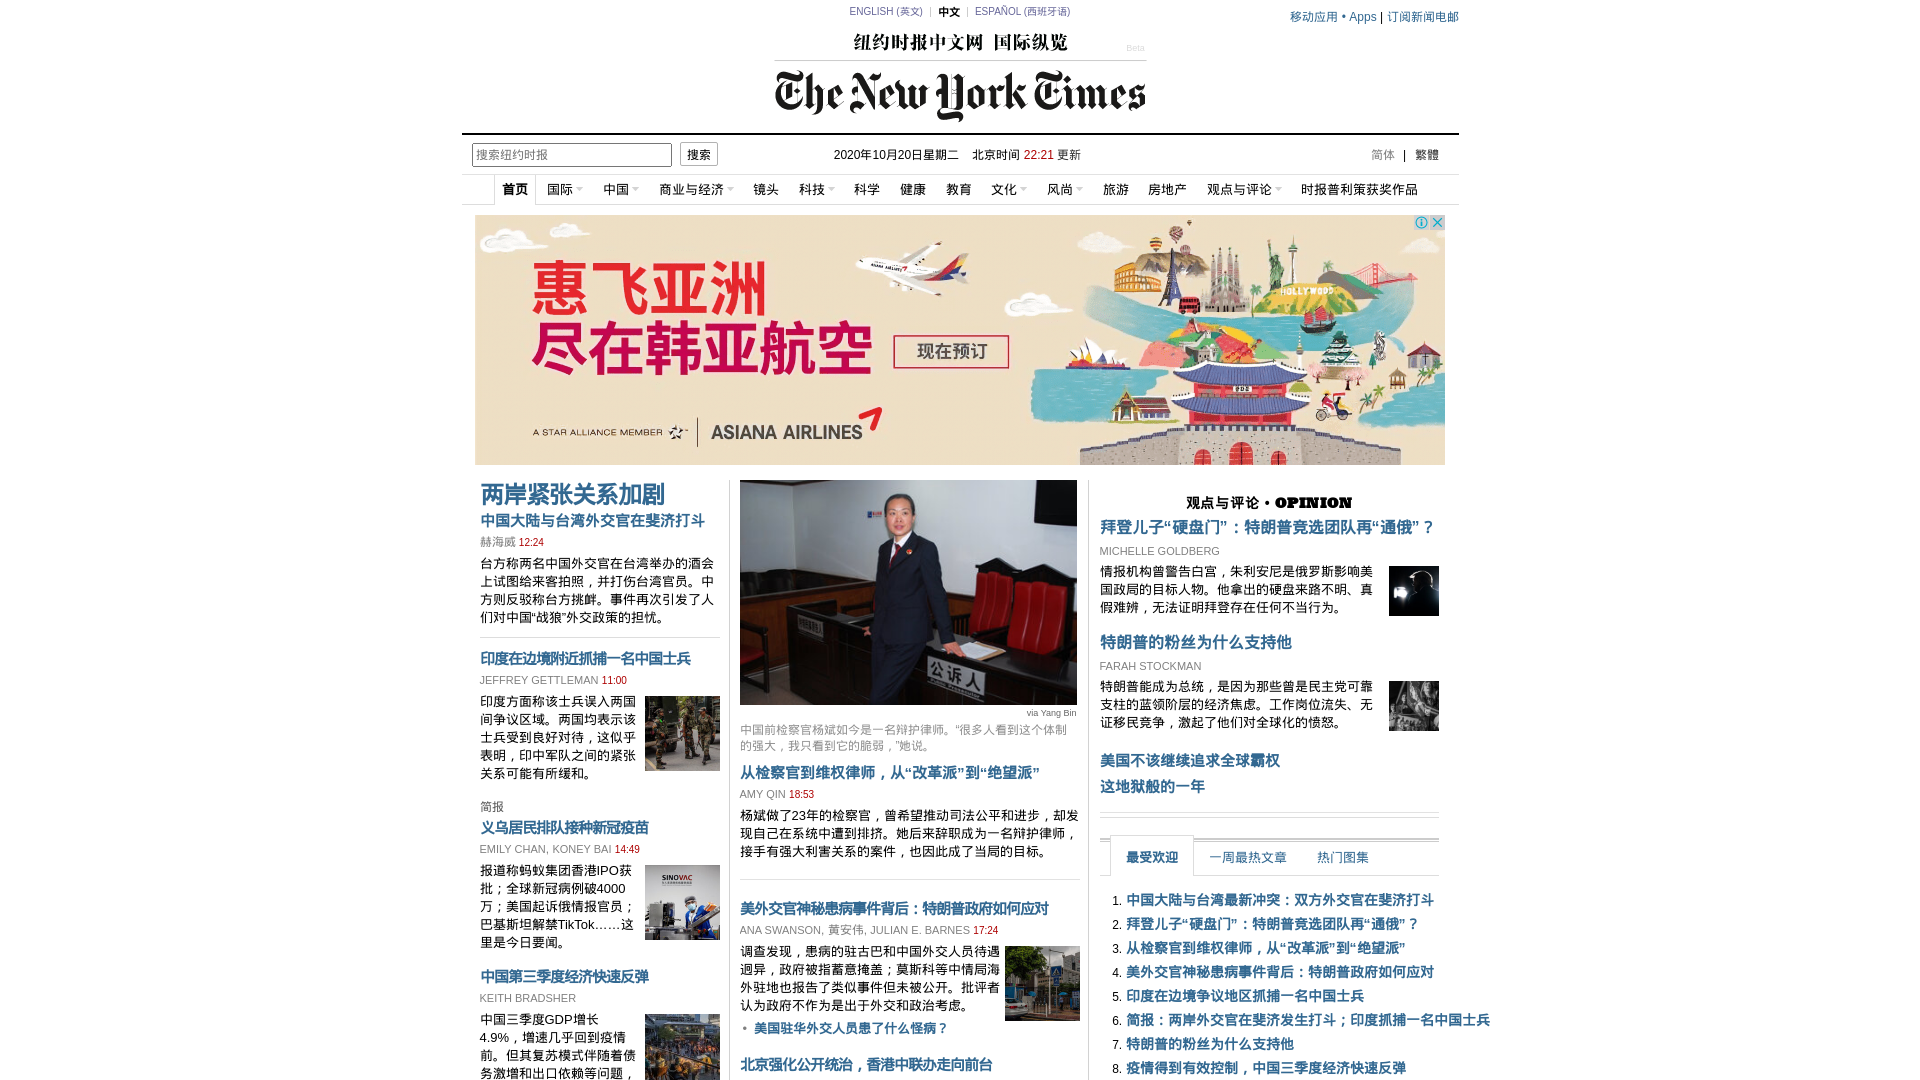 ENGLISH (英文) | 中文 | ESPAÑOL (西班牙语)
移动应用 • Apps | 订阅新闻电邮
纽约时报中文网 国际纵览
Beta
The New York Times
搜索纽约时报 搜索
2020年10月20日星期二 北京时间 22:21 更新
简体 | 繁體
首页 国际 中国 商业与经济 镜头 科技 科学 健康 教育 文化 风尚 旅游 房地产 观点与评论 时报普利策获奖作品
惠飞亚洲
尽在韩亚航空
现在预订
A STAR ALLIANCE MEMBER
ASIANA AIRLINES
ASIANA AIRLINES
HOLLYWOOD
两岸紧张关系加剧
中国大陆与台湾外交官在斐济打斗
赫海威 12:24
台方称两名中国外交官在台湾举办的酒会
上试图给来客拍照，并打伤台湾官员。中
方则反驳称台方挑衅。事件再次引发了人
们对中国“战狼”外交政策的担忧。
印度在边境附近抓捕一名中国士兵
JEFFREY GETTLEMAN 11:00
印度方面称该士兵误入两国
间争议区域。两国均表示该
士兵受到良好对待，这似乎
表明，印中军队之间的紧张
关系可能有所缓和。
简报
义乌居民排队接种新冠疫苗
EMILY CHAN, KONEY BAI 14:49
报道称蚂蚁集团香港IPO获
批；全球新冠病例破4000
万；美国起诉俄情报官员；
巴基斯坦解禁TikTok……这
里是今日要闻。
SINOVAC
中国第三季度经济快速反弹
KEITH BRADSHER
中国三季度GDP增长
4.9%，增速几乎回到疫情
前。但其复苏模式伴随着债
务激增和出口依赖等问题，
公诉人
via Yang Bin
中国前检察官杨斌如今是一名辩护律师。“很多人看到这个体制
的强大，我只看到它的脆弱，”她说。
从检察官到维权律师，从“改革派”到“绝望派”
AMY QIN 18:53
杨斌做了23年的检察官，曾希望推动司法公平和进步，却发
现自己在系统中遭到排挤。她后来辞职成为一名辩护律师，
接手有强大利害关系的案件，也因此成了当局的目标。
美外交官神秘患病事件背后：特朗普政府如何应对
ANA SWANSON, 黄安伟, JULIAN E. BARNES 17:24
调查发现，患病的驻古巴和中国外交人员待遇
迥异，政府被指蓄意掩盖；莫斯科等中情局海
外驻地也报告了类似事件但未被公开。批评者
认为政府不作为是出于外交和政治考虑。
• 美国驻华外交人员患了什么怪病？
北京强化公开统治，香港中联办走向前台
观点与评论 • OPINION
拜登儿子“硬盘门”：特朗普竞选团队再“通俄”？
MICHELLE GOLDBERG
情报机构曾警告白宫，朱利安尼是俄罗斯影响美
国政局的目标人物。他拿出的硬盘来路不明、真
假难辨，无法证明拜登存在任何不当行为。
特朗普的粉丝为什么支持他
FARAH STOCKMAN
特朗普能成为总统，是因为那些曾是民主党可靠
支柱的蓝领阶层的经济焦虑。工作岗位流失、无
证移民竞争，激起了他们对全球化的愤怒。
美国不该继续追求全球霸权
这地狱般的一年
最受欢迎 一周最热文章 热门图集
1. 中国大陆与台湾最新冲突：双方外交官在斐济打斗
2. 拜登儿子“硬盘门”：特朗普竞选团队再“通俄”？
3. 从检察官到维权律师，从“改革派”到“绝望派”
4. 美外交官神秘患病事件背后：特朗普政府如何应对
5. 印度在边境争议地区抓捕一名中国士兵
6. 简报：两岸外交官在斐济发生打斗；印度抓捕一名中国士兵
7. 特朗普的粉丝为什么支持他
8. 疫情得到有效控制，中国三季度经济快速反弹